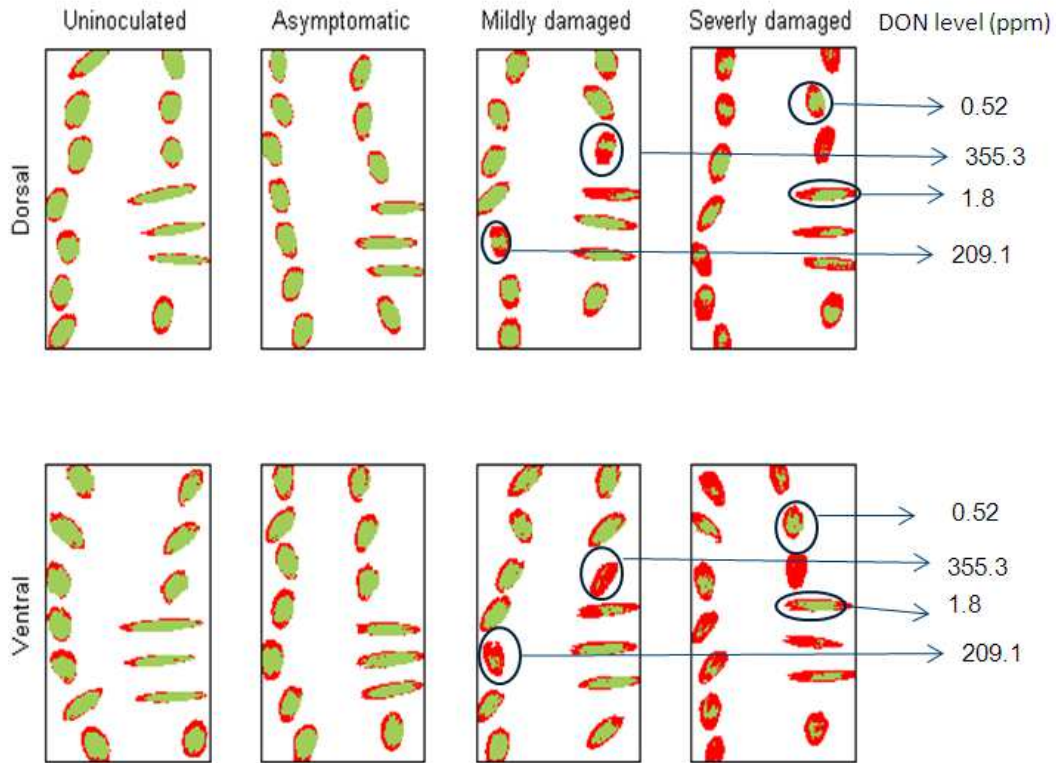 Uninoculated Asymptomatic Mildly damaged Severly damaged DON level (ppm)
Dorsal
0.52
355.3
1.8
209.1
Ventral
0.52
355.3
1.8
209.1